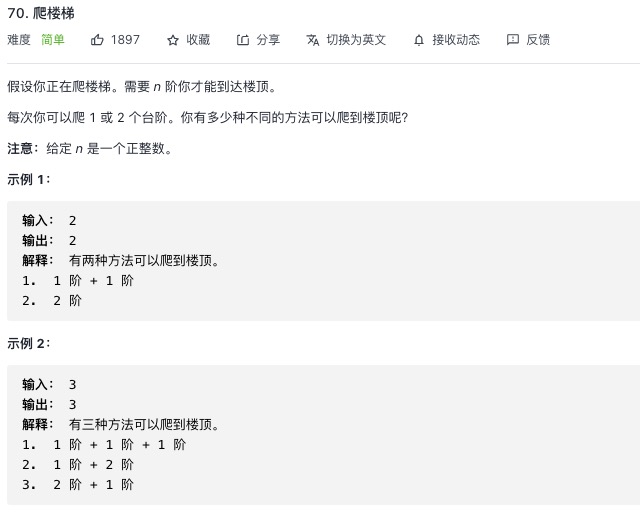 70. 爬楼梯
难度 简单 1897 收藏 分享 切换为英文 接收动态 反馈
假设你正在爬楼梯。需要 n 阶你才能到达楼顶。
每次你可以爬 1 或 2 个台阶。你有多少种不同的方法可以爬到楼顶呢?
注意：给定 n 是一个正整数。
示例 1：
输入： 2
输出： 2
解释： 有两种方法可以爬到楼顶。
1. 1 阶 + 1 阶
2. 2 阶
示例 2：
输入： 3
输出： 3
解释： 有三种方法可以爬到楼顶。
1. 1 阶 + 1 阶 + 1 阶
2. 1 阶 + 2 阶
3. 2 阶 + 1 阶